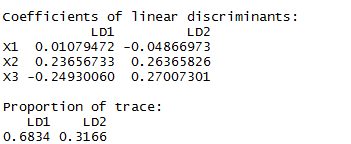 Coefficients of linear discriminants:
LD1 LD2
X1 0.01079472 -0.04866973
X2 0.23656733 0.26365826
X3 -0.24930060 0.27007301
Proportion of trace:
LD1 LD2
0.6834 0.3166